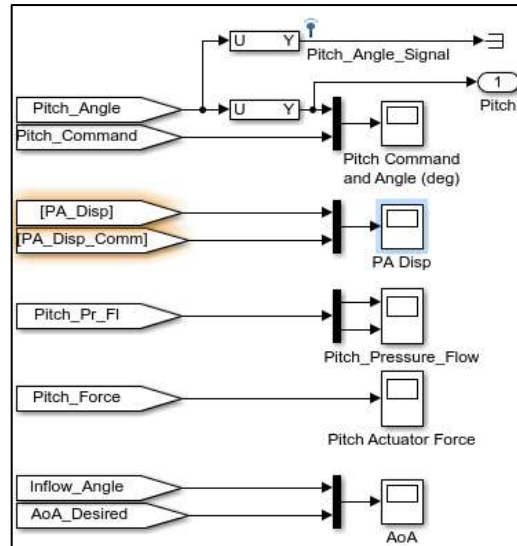 U Y
Pitch_Angle_Signal
1
Pitch
Pitch_Angle
U Y
Pitch_Command
Pitch Command
and Angle (deg)
[PA_Disp]
[PA_Disp_Comm]
PA Disp
Pitch_Pr_Fl
Pitch_Pressure_Flow
Pitch_Force
Pitch Actuator Force
Inflow_Angle
AoA_Desired
AoA